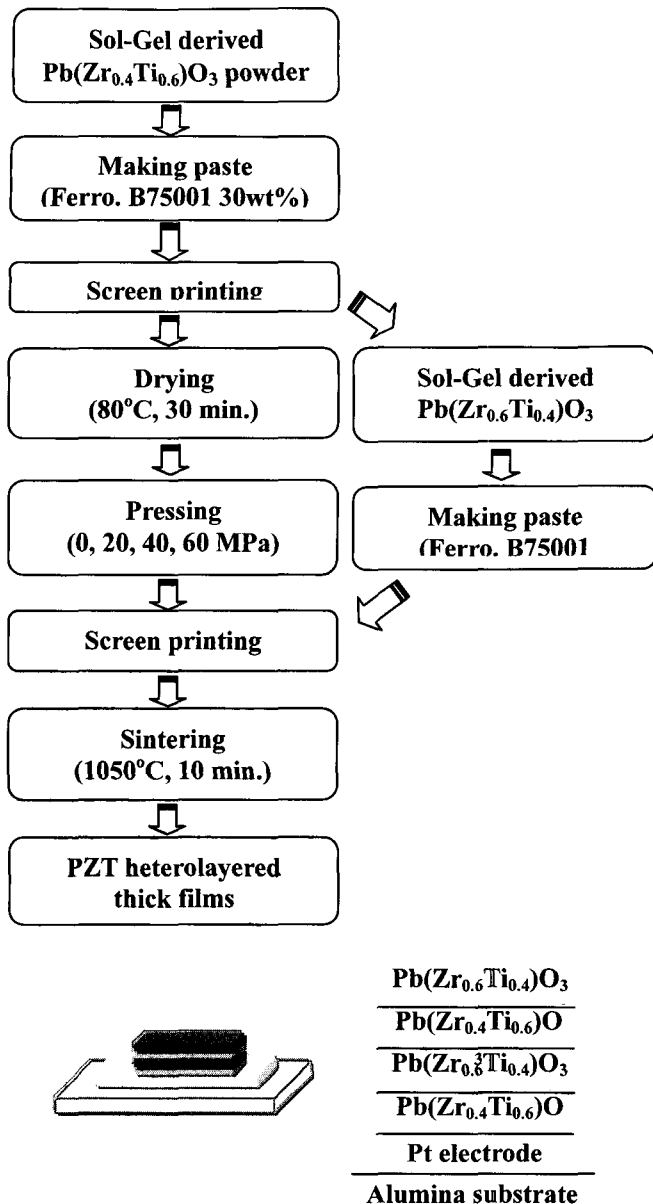 Sol-Gel derived
Pb(Zr0.4Ti0.6)O3 powder
Making paste
(Ferro. B75001 30wt%)
Screen printing
Drying
(80°C, 30 min.)
Sol-Gel derived
Pb(Zr0.6Ti0.4)O3
Pressing
(0, 20, 40, 60 MPa)
Making paste
(Ferro. B75001
Screen printing
Sintering
(1050°C, 10 min.)
PZT heterolayered
thick films
Pb(Zr0.6Ti0.4)O3
Pb(Zr0.4Ti0.6)O
3
Pb(Zr0.6Ti0.4)O3
Pb(Zr0.4Ti0.6)O
Pt electrode
Alumina substrate